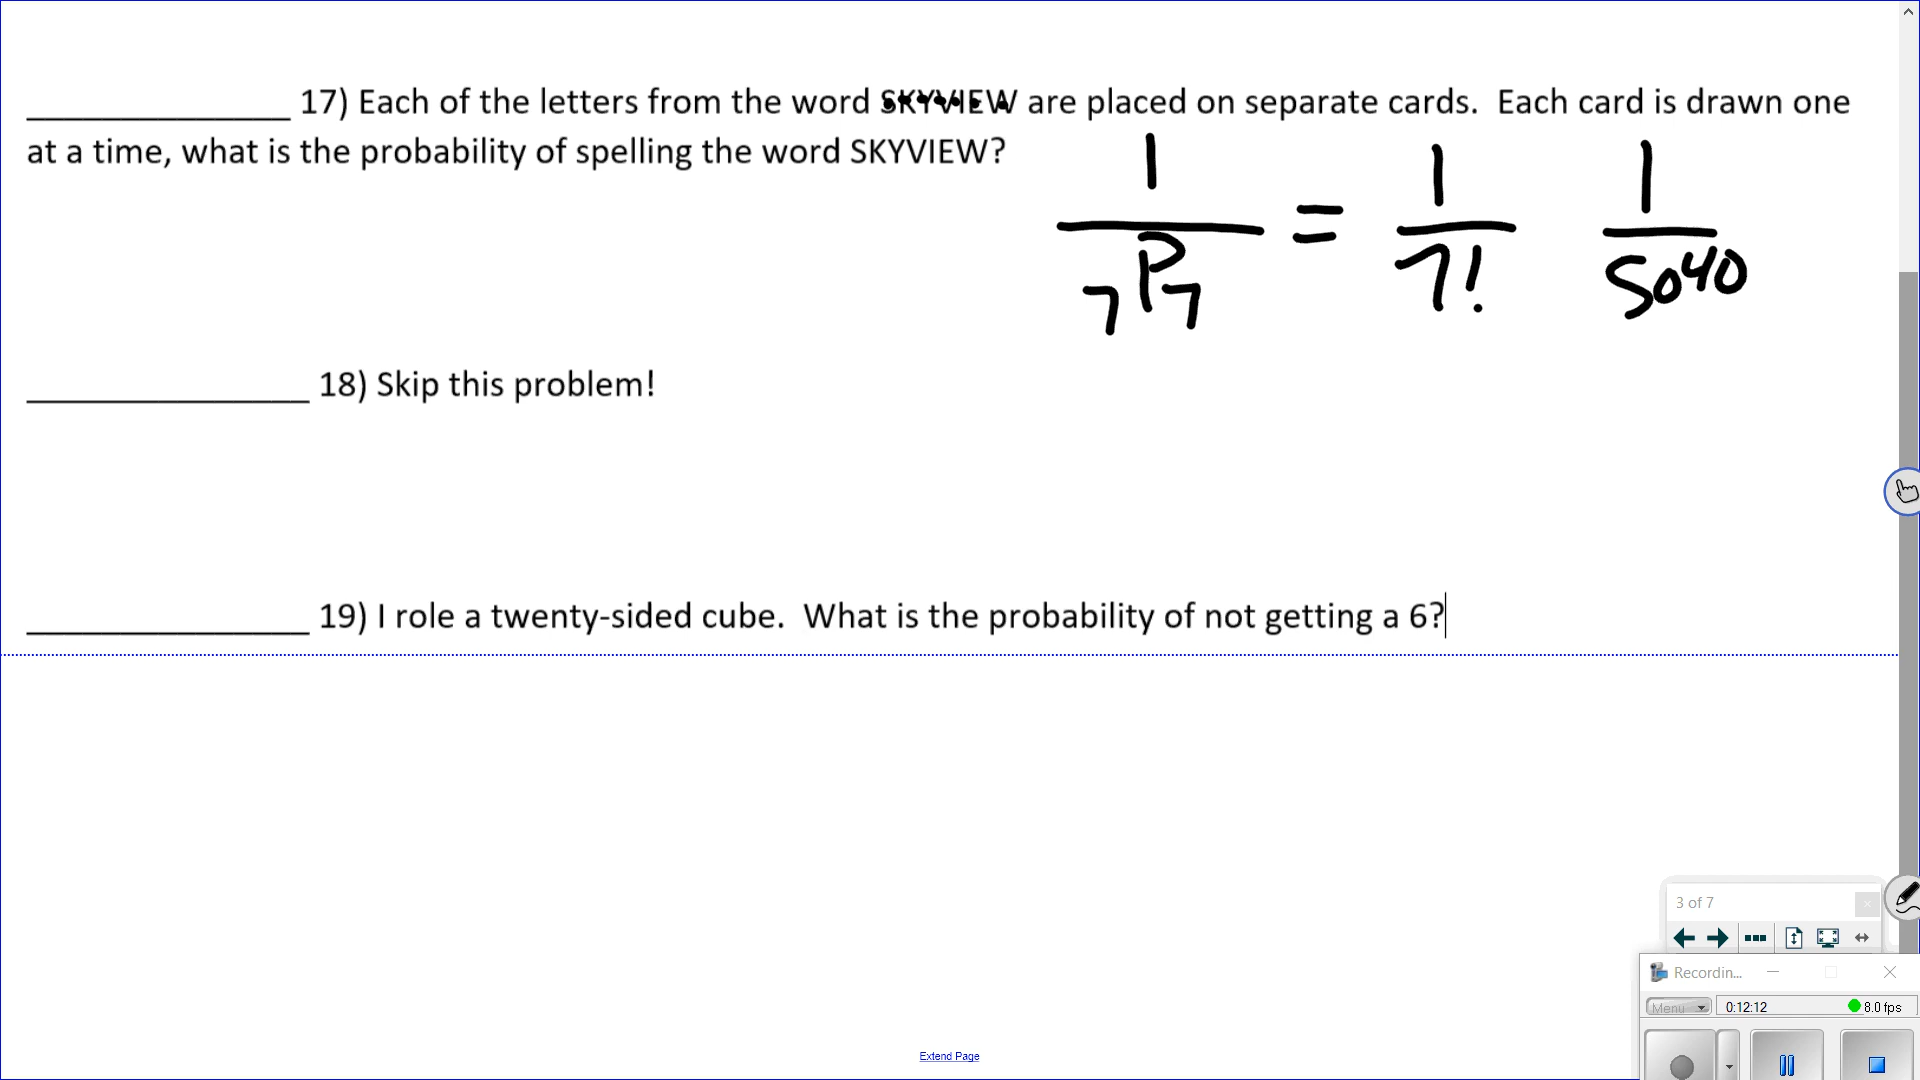 _______________ 17) Each of the letters from the word SKYVIEW are placed on separate cards.  Each card is drawn one
at a time, what is the probability of spelling the word SKYVIEW?
1 1 1
= 
7P7 7! 5040
________________ 18) Skip this problem!
________________ 19) I role a twenty-sided cube.  What is the probability of not getting a 6?
3 of 7
Recordin...
Menu 0:12:12 8.0 fps
Extend Page